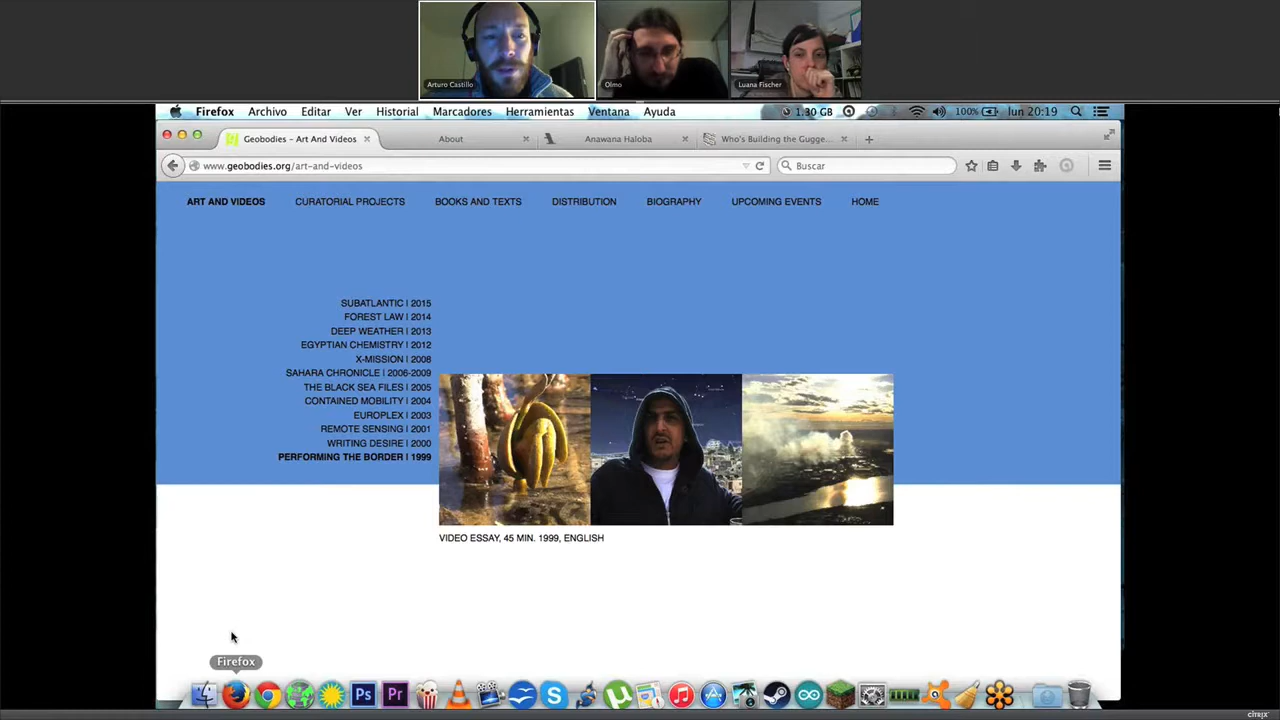 Arturo Castillo
Olmo
Luana Fischer
Firefox Archivo Editar Ver Historial Marcadores Herramientas Ventana Ayuda 1.30 GB 100% lun 20:19
Geobodies - Art And Videos
About
Anawana Haloba
Who's Building the Gugge...
www.geobodies.org/art-and-videos
Buscar
ART AND VIDEOS CURATORIAL PROJECTS BOOKS AND TEXTS DISTRIBUTION BIOGRAPHY UPCOMING EVENTS HOME
SUBATLANTIC | 2015
FOREST LAW | 2014
DEEP WEATHER | 2013
EGYPTIAN CHEMISTRY | 2012
X-MISSION | 2008
SAHARA CHRONICLE | 2006-2009
THE BLACK SEA FILES | 2005
CONTAINED MOBILITY | 2004
EUROPLEX | 2003
REMOTE SENSING | 2001
WRITING DESIRE | 2000
PERFORMING THE BORDER | 1999
VIDEO ESSAY, 45 MIN. 1999, ENGLISH
Firefox
Ps
Pr
CITRIX